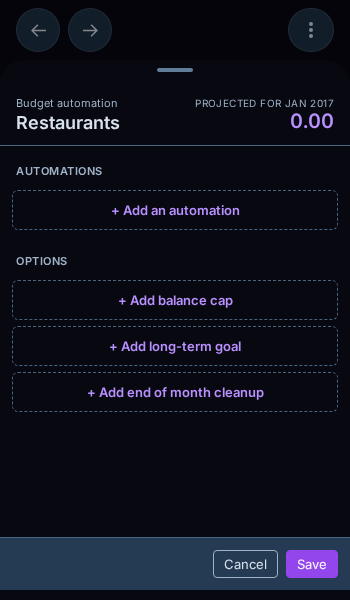 Budget automation
PROJECTED FOR JAN 2017
Restaurants
0.00
AUTOMATIONS
+ Add an automation
OPTIONS
+ Add balance cap
+ Add long-term goal
+ Add end of month cleanup
Cancel
Save